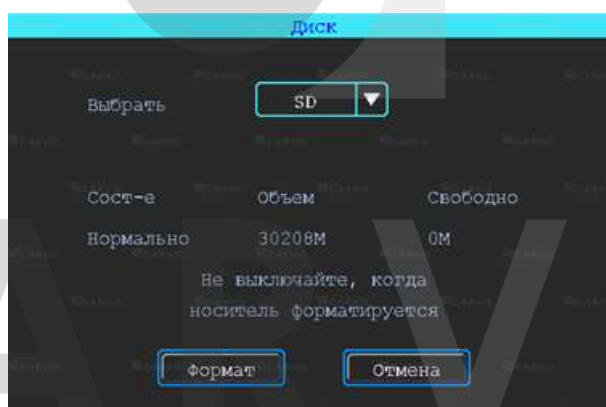 Диск
Выбрать SD
Сост-е Объем Свободно
Нормально 30208M 0M
Не выключайте, когда
носитель форматируется
Формат Отмена